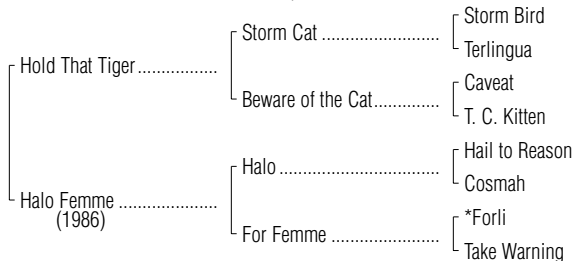 Storm Bird
Storm Cat ..............................
Terlingua
Hold That Tiger.................
Caveat
Beware of the Cat.................
T. C. Kitten
Hail to Reason
Halo .........................................
Cosmah
Halo Femme ....................
(1986)
*Forli
For Femme ............................
Take Warning